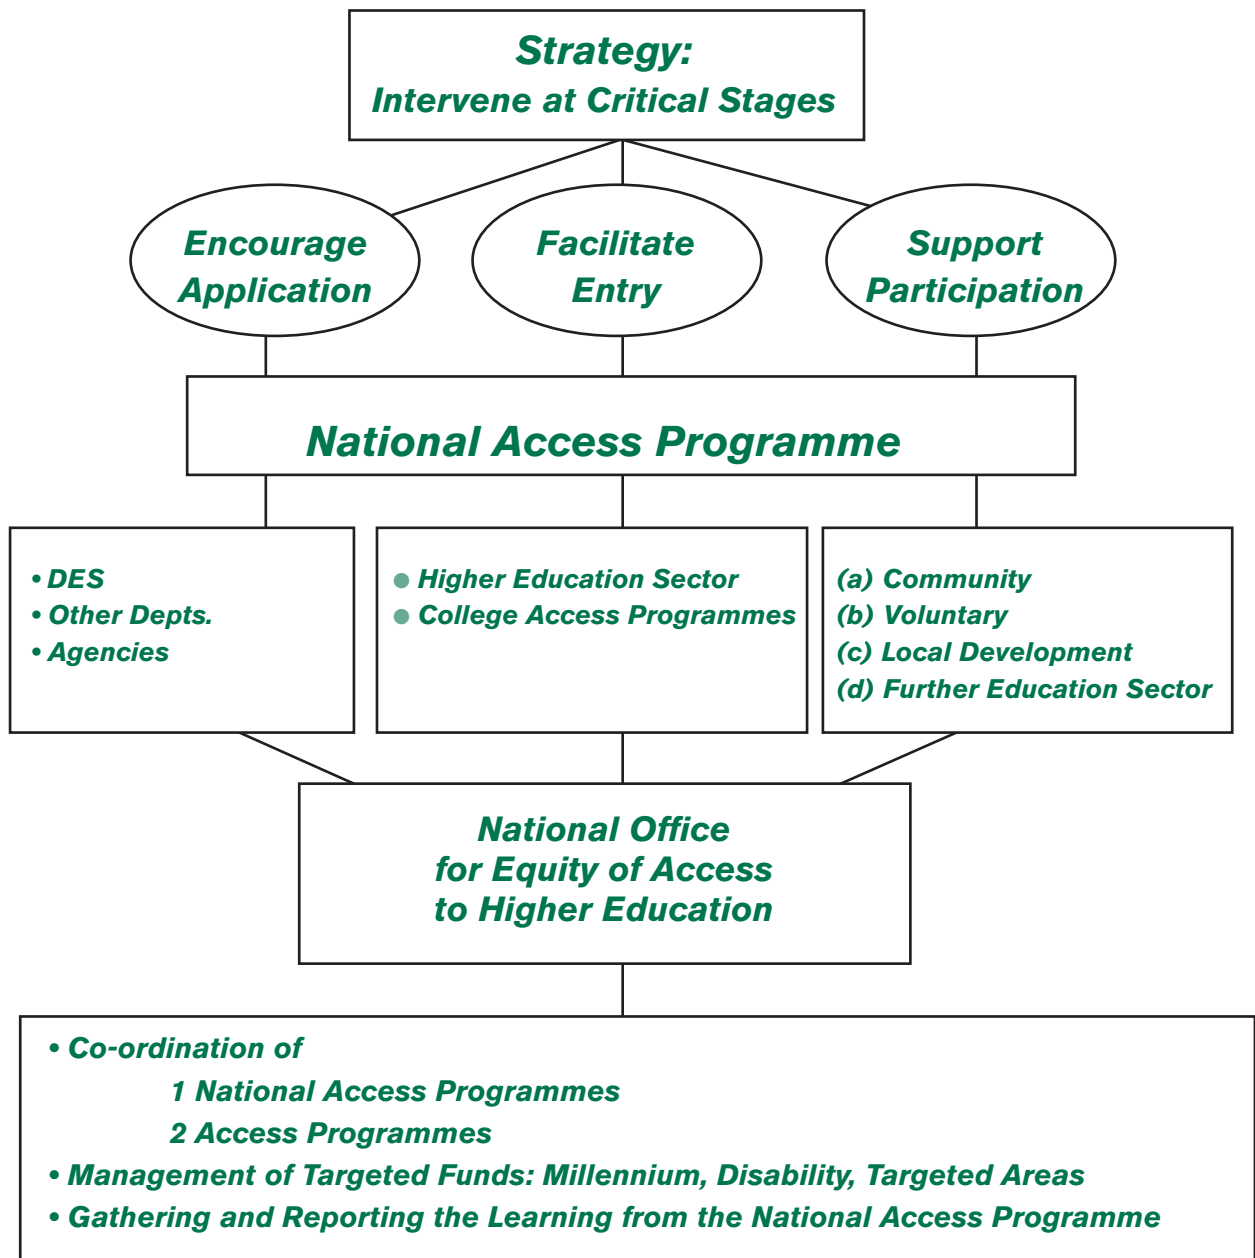 Strategy:
Intervene at Critical Stages
Encourage
Application
Facilitate
Entry
Support
Participation
National Access Programme
• DES
• Other Depts.
• Agencies
● Higher Education Sector
● College Access Programmes
(a) Community
(b) Voluntary
(c) Local Development
(d) Further Education Sector
National Office
for Equity of Access
to Higher Education
• Co-ordination of
1 National Access Programmes
2 Access Programmes
• Management of Targeted Funds: Millennium, Disability, Targeted Areas
• Gathering and Reporting the Learning from the National Access Programme